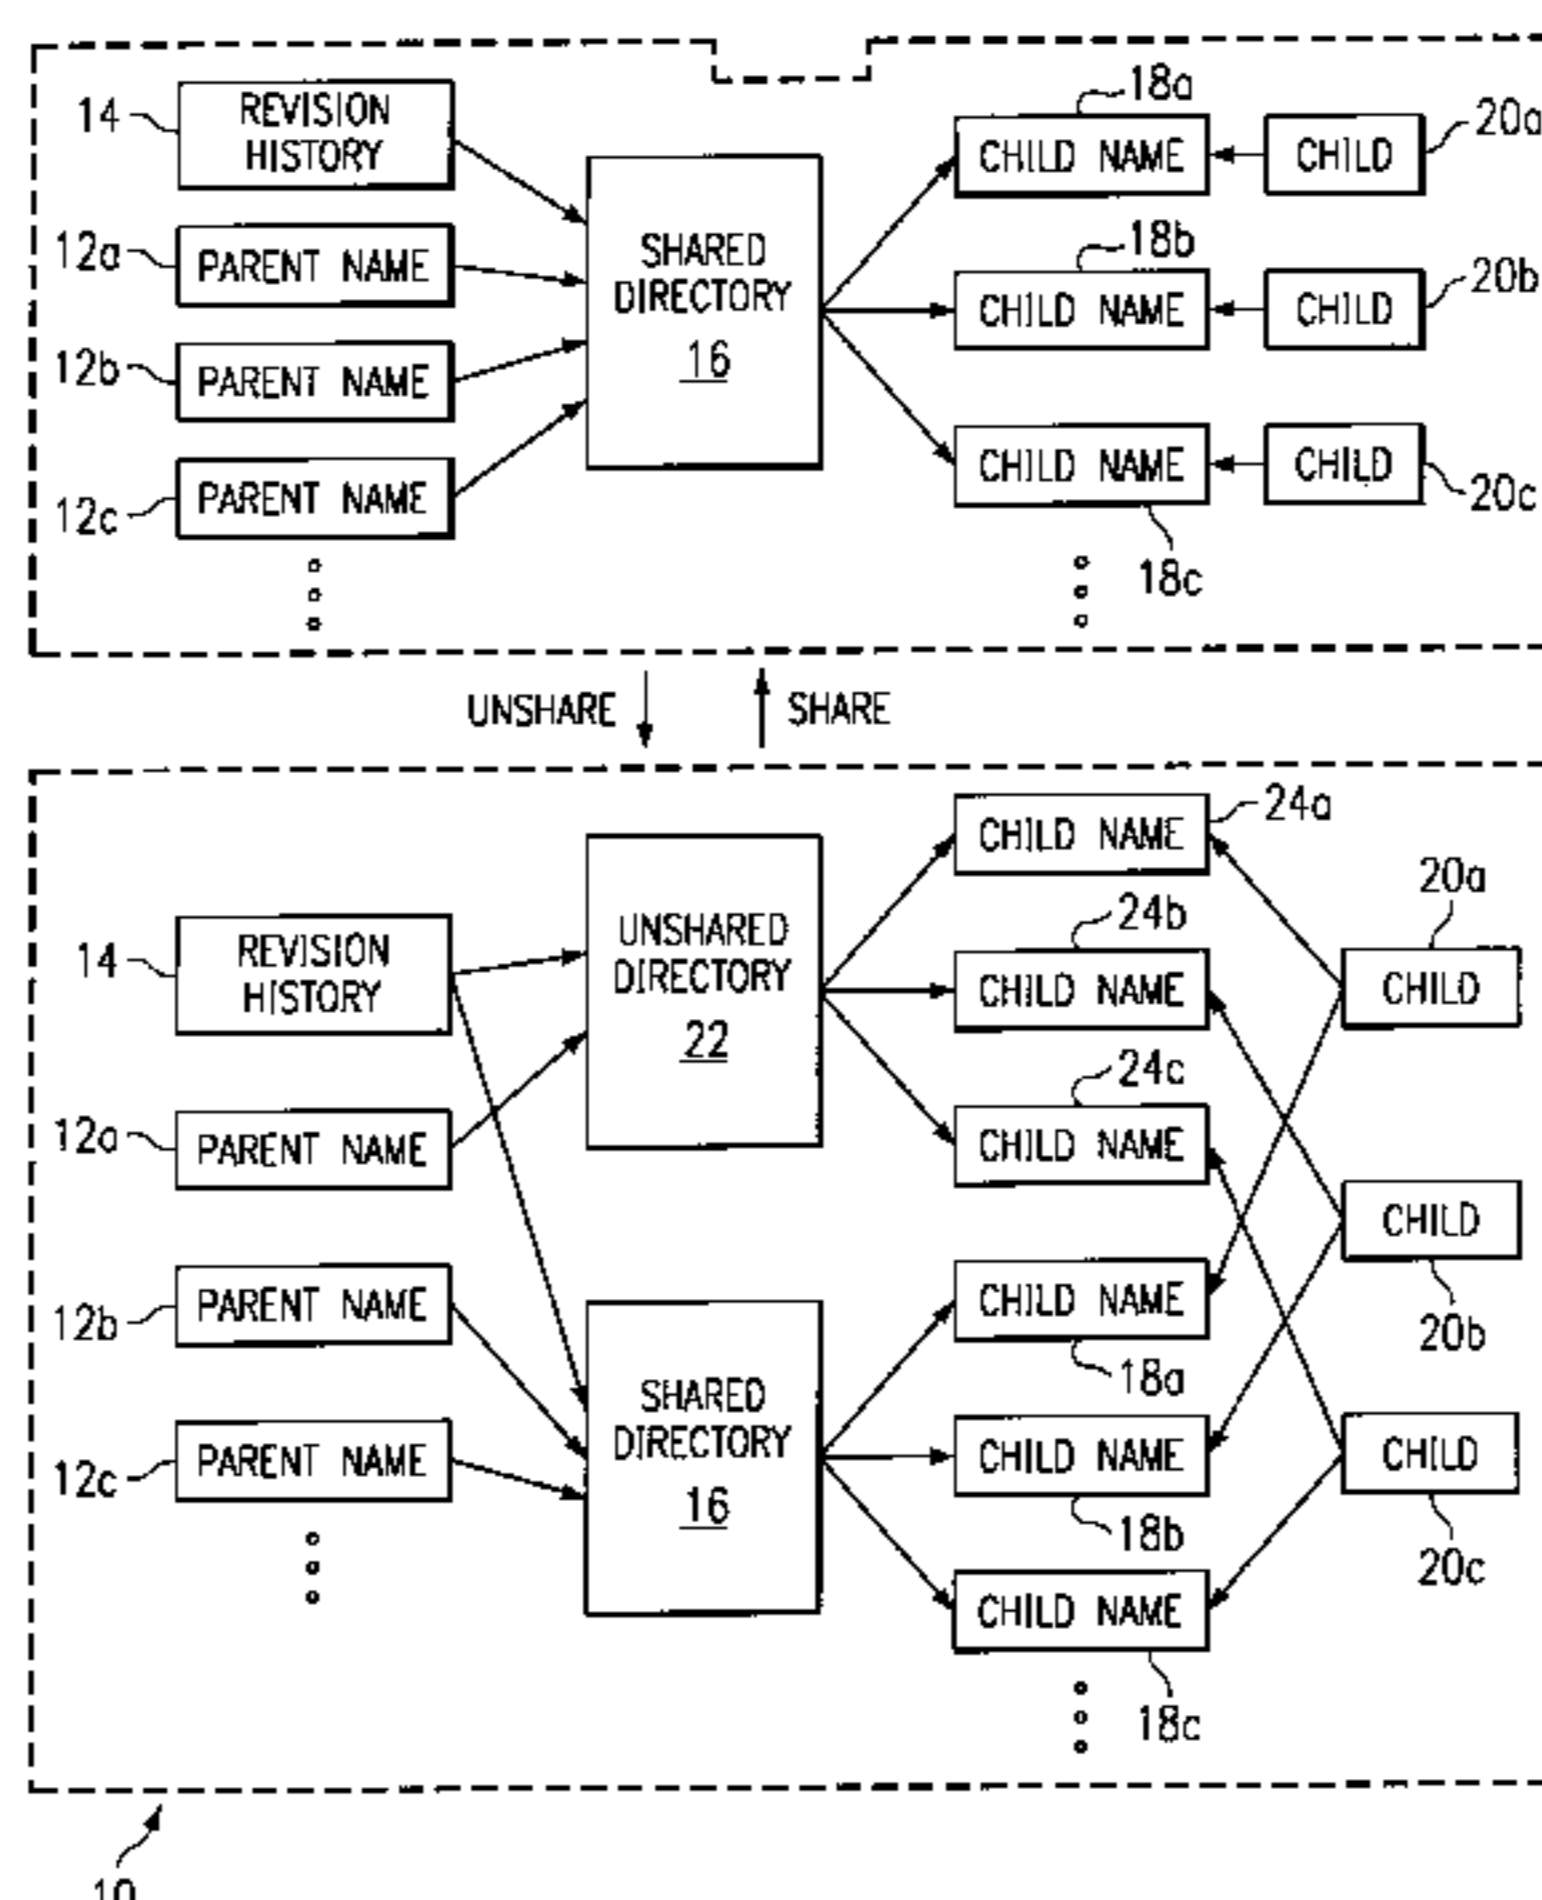 14
REVISION
HISTORY
12a
PARENT NAME
12b
PARENT NAME
12c
PARENT NAME
SHARED
DIRECTORY
16
18a
CHILD NAME
CHILD
20a
18b
CHILD NAME
CHILD
20b
CHILD NAME
CHILD
20c
18c
UNSHARE
SHARE
14
REVISION
HISTORY
12a
PARENT NAME
12b
PARENT NAME
12c
PARENT NAME
UNSHARED
DIRECTORY
22
SHARED
DIRECTORY
16
CHILD NAME
24a
24b
CHILD NAME
24c
CHILD NAME
CHILD NAME
18a
CHILD NAME
18b
CHILD NAME
18c
20a
CHILD
CHILD
20b
CHILD
20c
10